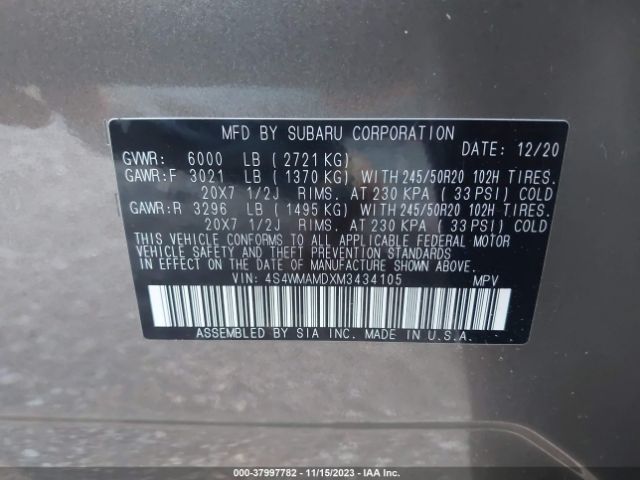 MFD BY SUBARU CORPORATION
DATE: 12/20
GVWR: 6000 LB ( 2721 KG)
GAWR:F 3021 LB ( 1370 KG) WITH 245/50R20 102H TIRES.
20X7 1/2J RIMS. AT 230 KPA ( 33 PSI) COLD
GAWR:R 3296 LB ( 1495 KG) WITH 245/50R20 102H TIRES.
20X7 1/2J RIMS. AT 230 KPA ( 33 PSI) COLD
THIS VEHICLE CONFORMS TO ALL APPLICABLE FEDERAL MOTOR
VEHICLE SAFETY AND THEFT PREVENTION STANDARDS IN
EFFECT ON THE DATE OF MANUFACTURE SHOWN ABOVE.
VIN: 4S4WMAMDXM3434105 MPV
ASSEMBLED BY SIA INC. MADE IN U.S.A.
000-37997782 - 11/15/2023 - IAA Inc.